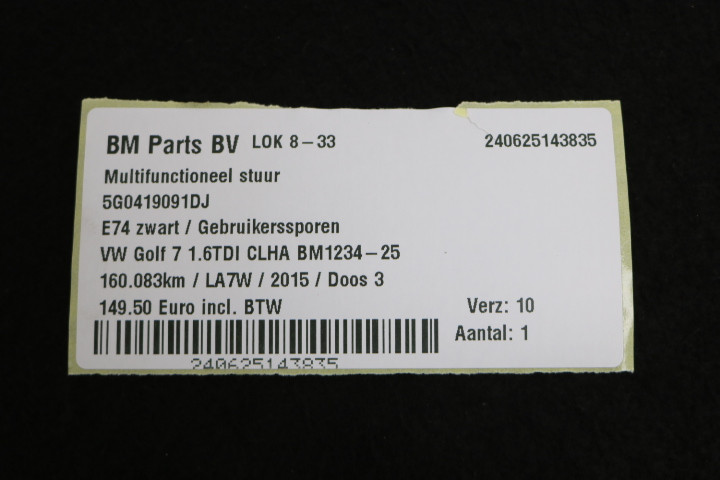 BM Parts BV LOK 8-33 240625143835
Multifunctioneel stuur
5G0419091DJ
E74 zwart / Gebruikerssporen
VW Golf 7 1.6TDI CLHA BM1234-25
160.083km / LA7W / 2015 / Doos 3
149.50 Euro incl. BTW Verz: 10
Aantal: 1
240625143835